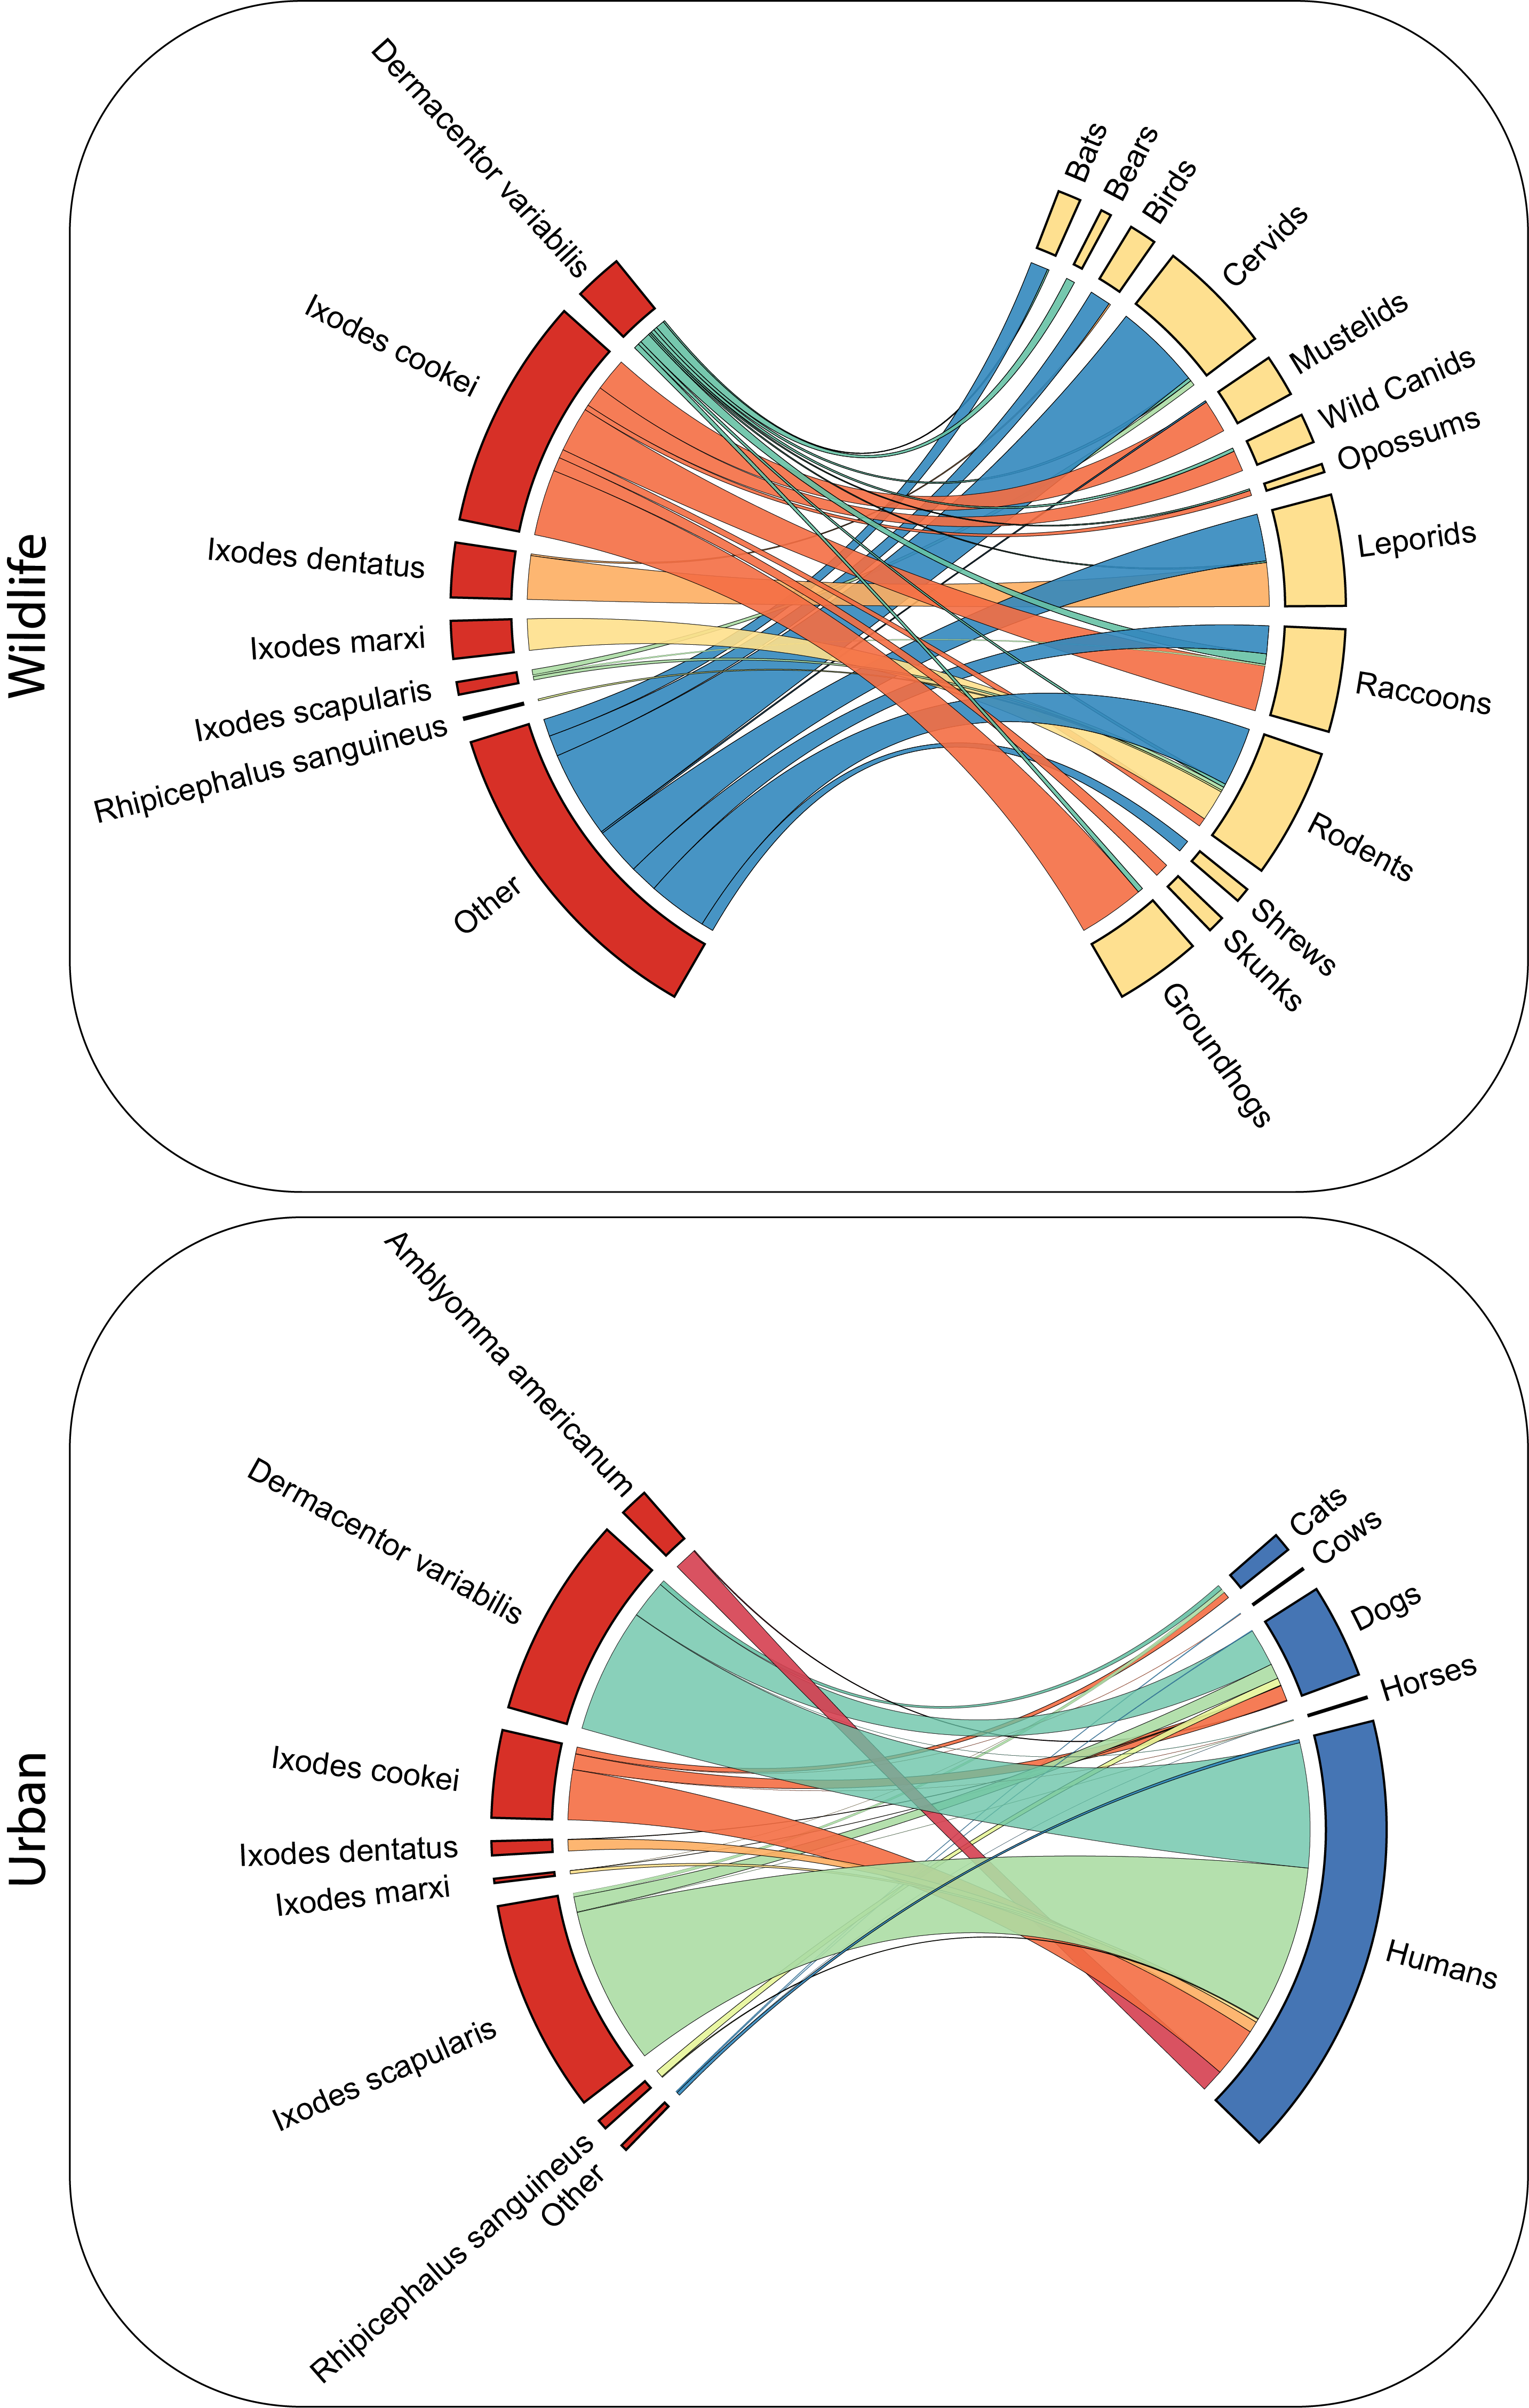 Wildlife
Dermacentor variabilis
Ixodes cookei
Ixodes dentatus
Ixodes marxi
Ixodes scapularis
Rhipicephalus sanguineus
Other
Bats
Bears
Birds
Cervids
Mustelids
Wild Canids
Opossums
Leporids
Raccoons
Rodents
Shrews
Skunks
Groundhogs
Urban
Amblyomma americanum
Dermacentor variabilis
Ixodes cookei
Ixodes dentatus
Ixodes marxi
Ixodes scapularis
Rhipicephalus sanguineus
Other
Cats
Cows
Dogs
Horses
Humans